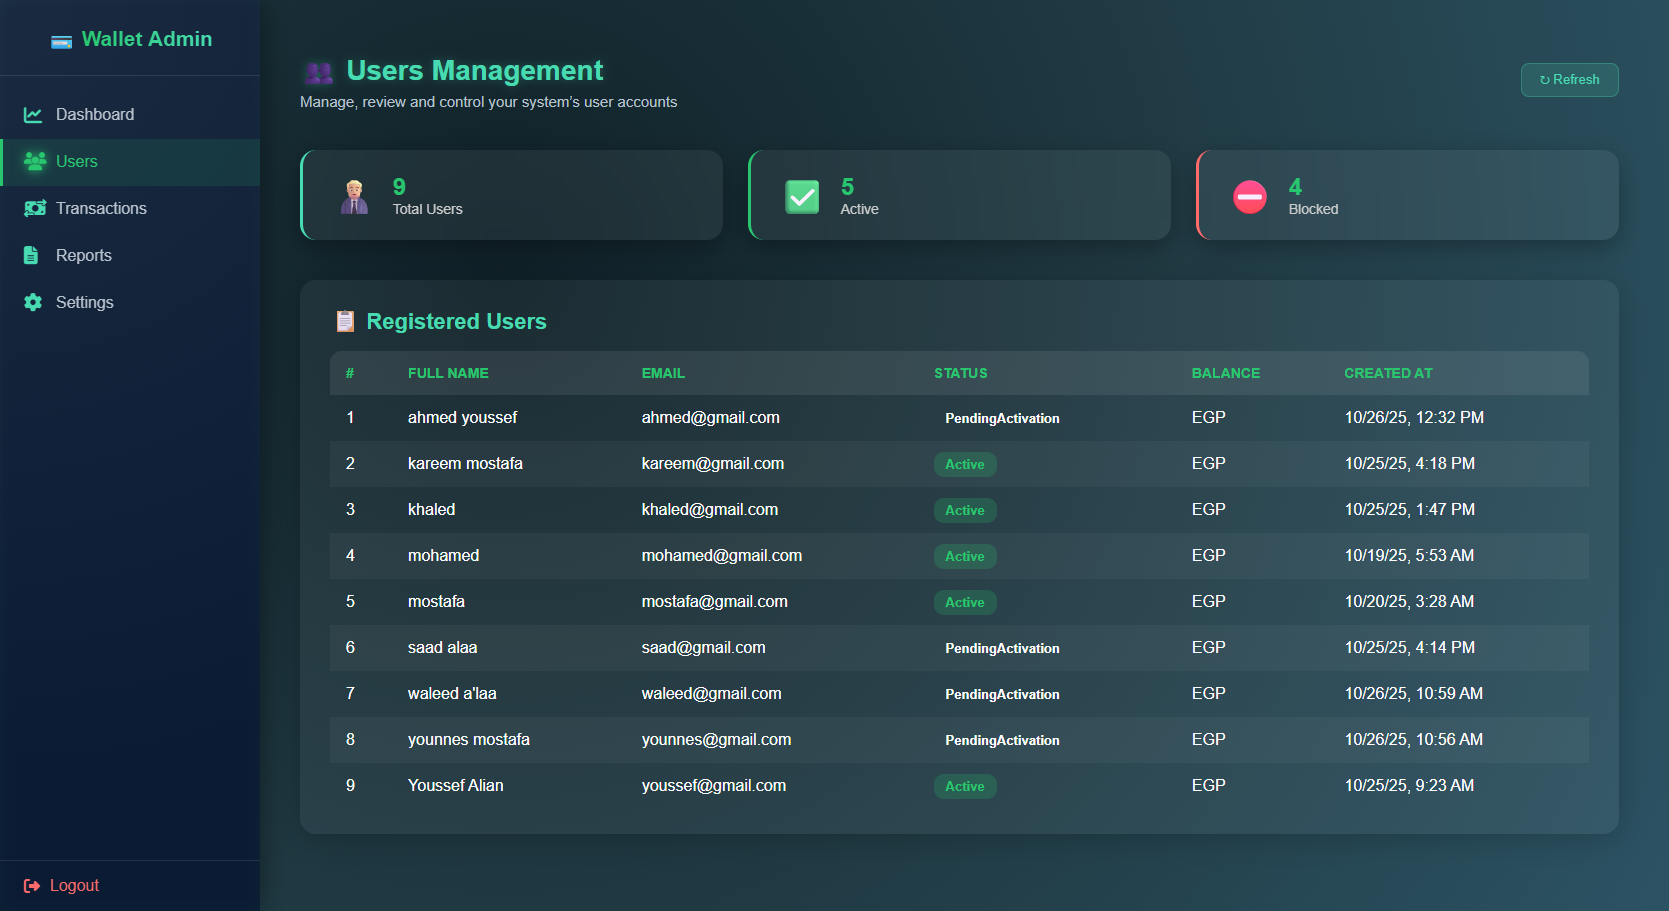 Wallet Admin
Dashboard
Users
Transactions
Reports
Settings
Logout
Users Management
Manage, review and control your system's user accounts
↻ Refresh
9
Total Users
5
Active
4
Blocked
Registered Users
# FULL NAME EMAIL STATUS BALANCE CREATED AT
1 ahmed youssef ahmed@gmail.com PendingActivation EGP 10/26/25, 12:32 PM
2 kareem mostafa kareem@gmail.com Active EGP 10/25/25, 4:18 PM
3 khaled khaled@gmail.com Active EGP 10/25/25, 1:47 PM
4 mohamed mohamed@gmail.com Active EGP 10/19/25, 5:53 AM
5 mostafa mostafa@gmail.com Active EGP 10/20/25, 3:28 AM
6 saad alaa saad@gmail.com PendingActivation EGP 10/25/25, 4:14 PM
7 waleed a'laa waleed@gmail.com PendingActivation EGP 10/26/25, 10:59 AM
8 younnes mostafa younnes@gmail.com PendingActivation EGP 10/26/25, 10:56 AM
9 Youssef Alian youssef@gmail.com Active EGP 10/25/25, 9:23 AM